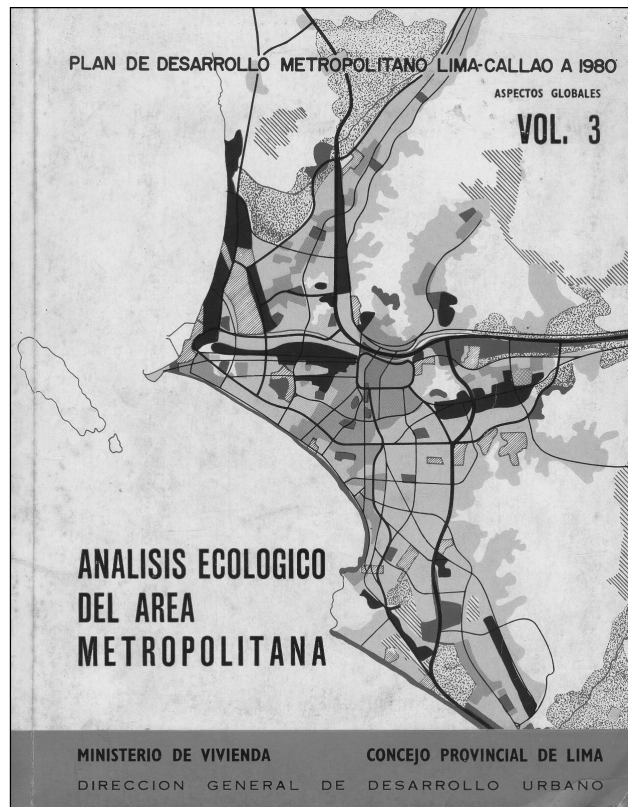 PLAN DE DESARROLLO METROPOLITANO LIMA-CALLAO A 1980
ASPECTOS GLOBALES
VOL. 3
ANALISIS ECOLOGICO
DEL AREA
METROPOLITANA
MINISTERIO DE VIVIENDA CONCEJO PROVINCIAL DE LIMA
DIRECCION GENERAL DE DESARROLLO URBANO